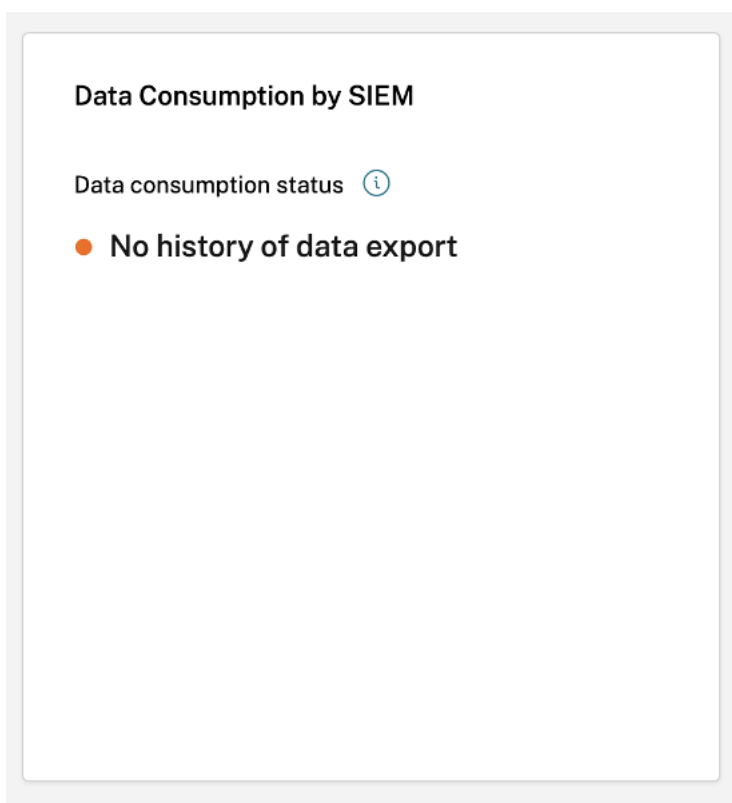 Data Consumption by SIEM
Data consumption status
No history of data export